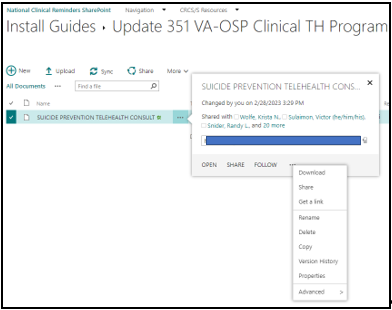 National Clinical Reminders SharePoint Navigation CRCS/S Resources
Install Guides › Update 351 VA-OSP Clinical TH Program
New Upload Sync Share More
All Documents ... Find a file
Name
SUICIDE PREVENTION TELEHEALTH CONSULT ...
SUICIDE PREVENTION TELEHEALTH CONS... ×
Changed by you on 2/28/2023 3:29 PM
Shared with Wolfe, Krista N., Sulaimon, Victor (he/him/his),
Snider, Randy L., and 20 more
OPEN SHARE FOLLOW ...
Download
Share
Get a link
Rename
Delete
Copy
Version History
Properties
Advanced >